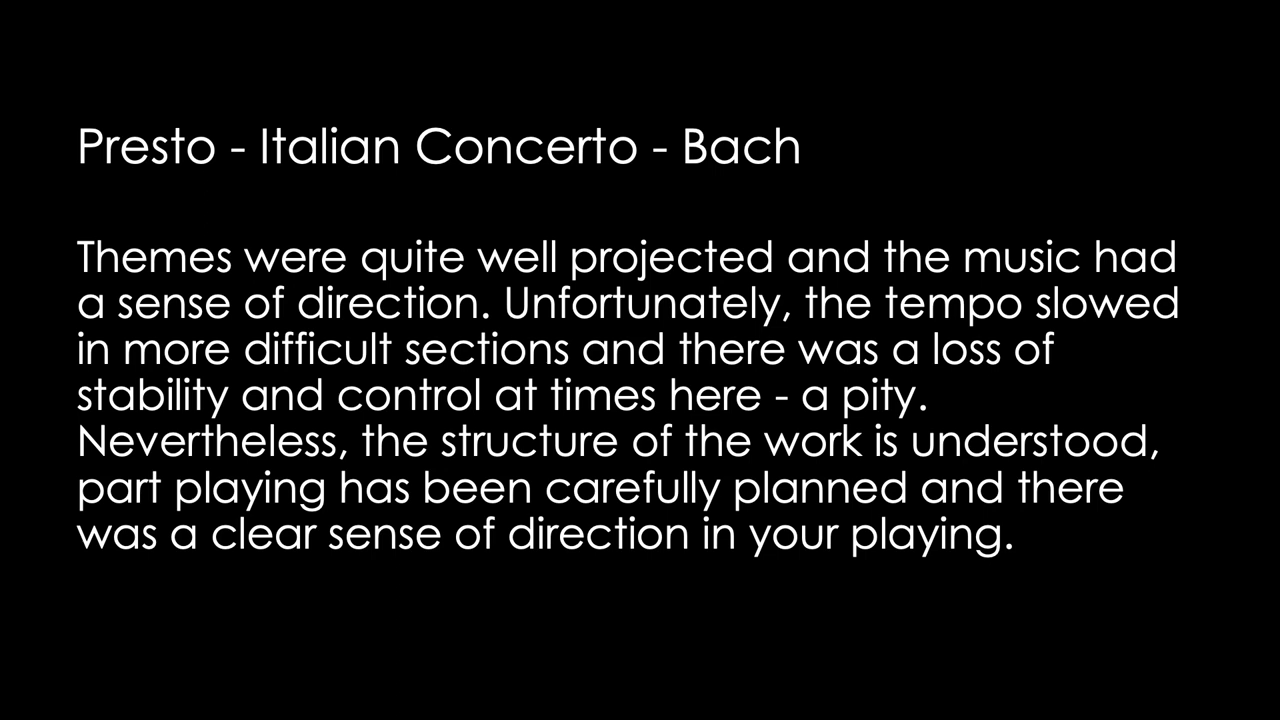 Presto - Italian Concerto - Bach
Themes were quite well projected and the music had
a sense of direction. Unfortunately, the tempo slowed
in more difficult sections and there was a loss of
stability and control at times here - a pity.
Nevertheless, the structure of the work is understood,
part playing has been carefully planned and there
was a clear sense of direction in your playing.